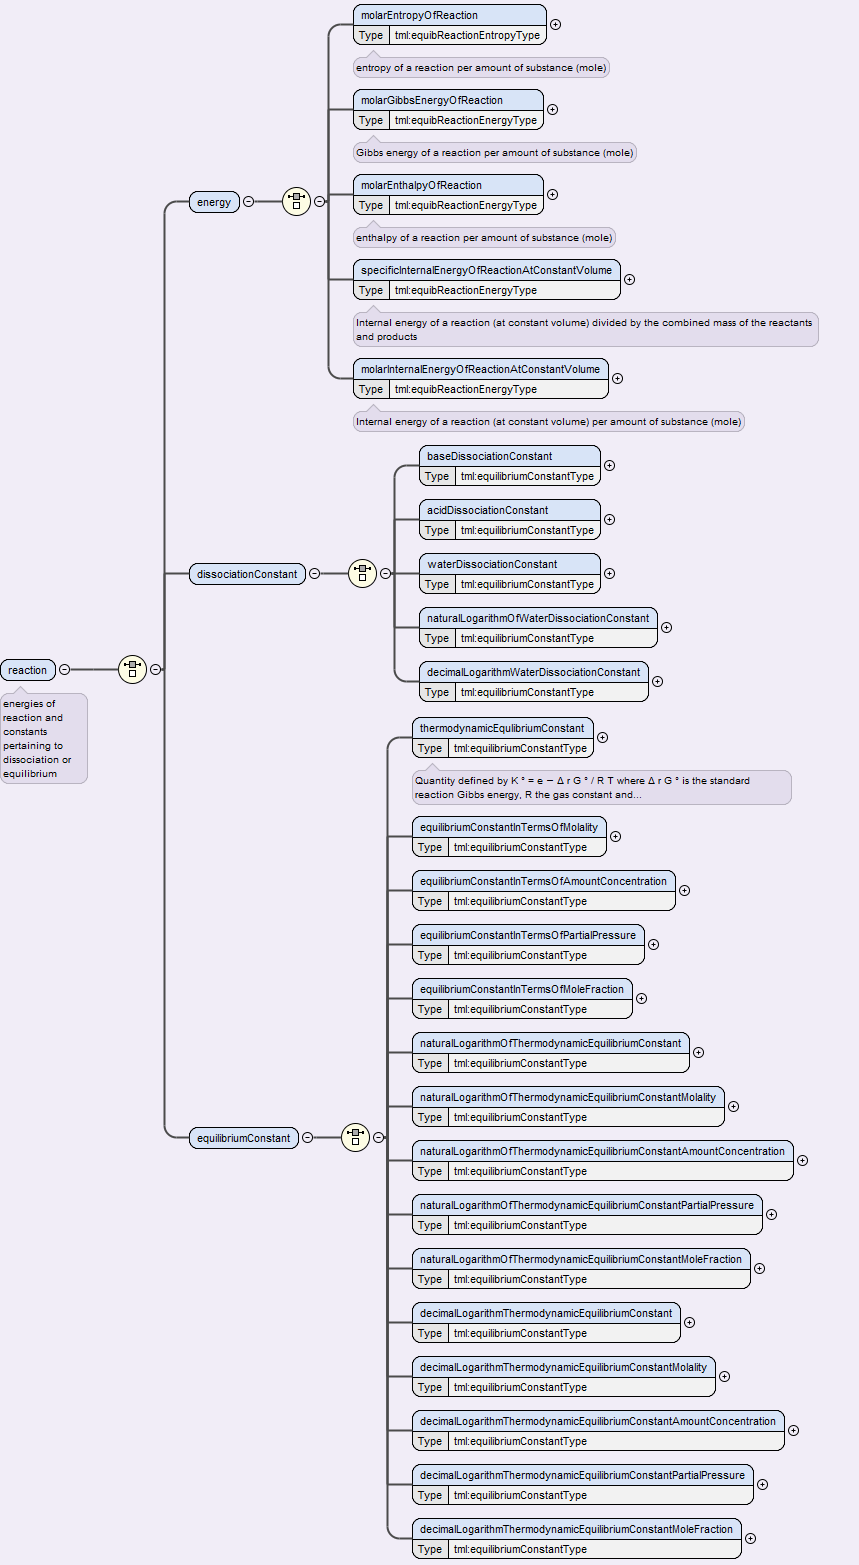 molarEntropyOfReaction
Type tml:equibReactionEntropyType
entropy of a reaction per amount of substance (mole)
molarGibbsEnergyOfReaction
Type tml:equibReactionEnergyType
Gibbs energy of a reaction per amount of substance (mole)
molarEnthalpyOfReaction
Type tml:equibReactionEnergyType
enthalpy of a reaction per amount of substance (mole)
energy
specificInternalEnergyOfReactionAtConstantVolume
Type tml:equibReactionEnergyType
Internal energy of a reaction (at constant volume) divided by the combined mass of the reactants
and products
molarInternalEnergyOfReactionAtConstantVolume
Type tml:equibReactionEnergyType
Internal energy of a reaction (at constant volume) per amount of substance (mole)
baseDissociationConstant
Type tml:equilibriumConstantType
acidDissociationConstant
Type tml:equilibriumConstantType
dissociationConstant
waterDissociationConstant
Type tml:equilibriumConstantType
naturalLogarithmOfWaterDissociationConstant
Type tml:equilibriumConstantType
decimalLogarithmWaterDissociationConstant
Type tml:equilibriumConstantType
reaction
energies of
reaction and
constants
pertaining to
dissociation or
equilibrium
thermodynamicEqulibriumConstant
Type tml:equilibriumConstantType
Quantity defined by K ° = e − Δ r G ° / R T where Δ r G ° is the standard
reaction Gibbs energy, R the gas constant and...
equilibriumConstantInTermsOfMolality
Type tml:equilibriumConstantType
equilibriumConstantInTermsOfAmountConcentration
Type tml:equilibriumConstantType
equilibriumConstantInTermsOfPartialPressure
Type tml:equilibriumConstantType
equilibriumConstantInTermsOfMoleFraction
Type tml:equilibriumConstantType
naturalLogarithmOfThermodynamicEquilibriumConstant
Type tml:equilibriumConstantType
naturalLogarithmOfThermodynamicEquilibriumConstantMolality
Type tml:equilibriumConstantType
equilibriumConstant
naturalLogarithmOfThermodynamicEquilibriumConstantAmountConcentration
Type tml:equilibriumConstantType
naturalLogarithmOfThermodynamicEquilibriumConstantPartialPressure
Type tml:equilibriumConstantType
naturalLogarithmOfThermodynamicEquilibriumConstantMoleFraction
Type tml:equilibriumConstantType
decimalLogarithmThermodynamicEquilibriumConstant
Type tml:equilibriumConstantType
decimalLogarithmThermodynamicEquilibriumConstantMolality
Type tml:equilibriumConstantType
decimalLogarithmThermodynamicEquilibriumConstantAmountConcentration
Type tml:equilibriumConstantType
decimalLogarithmThermodynamicEquilibriumConstantPartialPressure
Type tml:equilibriumConstantType
decimalLogarithmThermodynamicEquilibriumConstantMoleFraction
Type tml:equilibriumConstantType